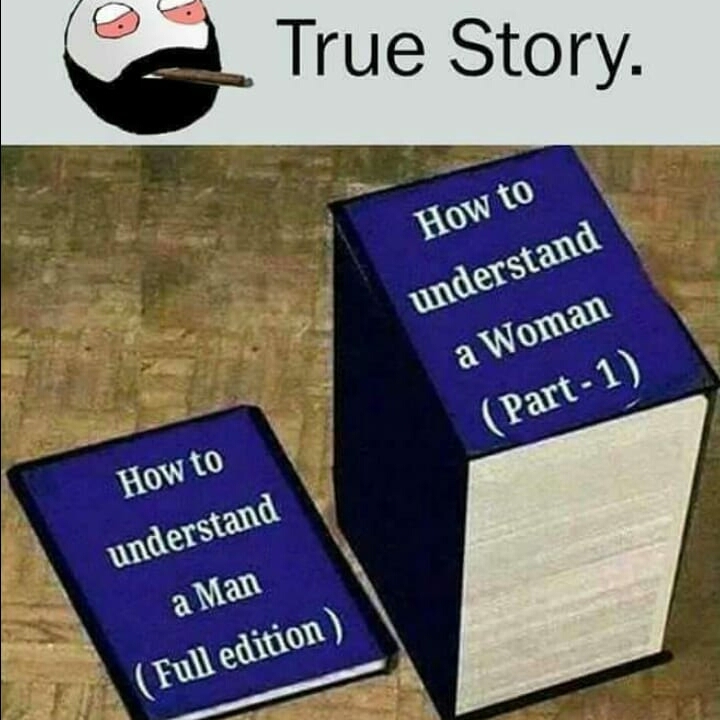 True Story.
How to
understand
a Woman
(Part-1)
How to
understand
a Man
(Full edition)